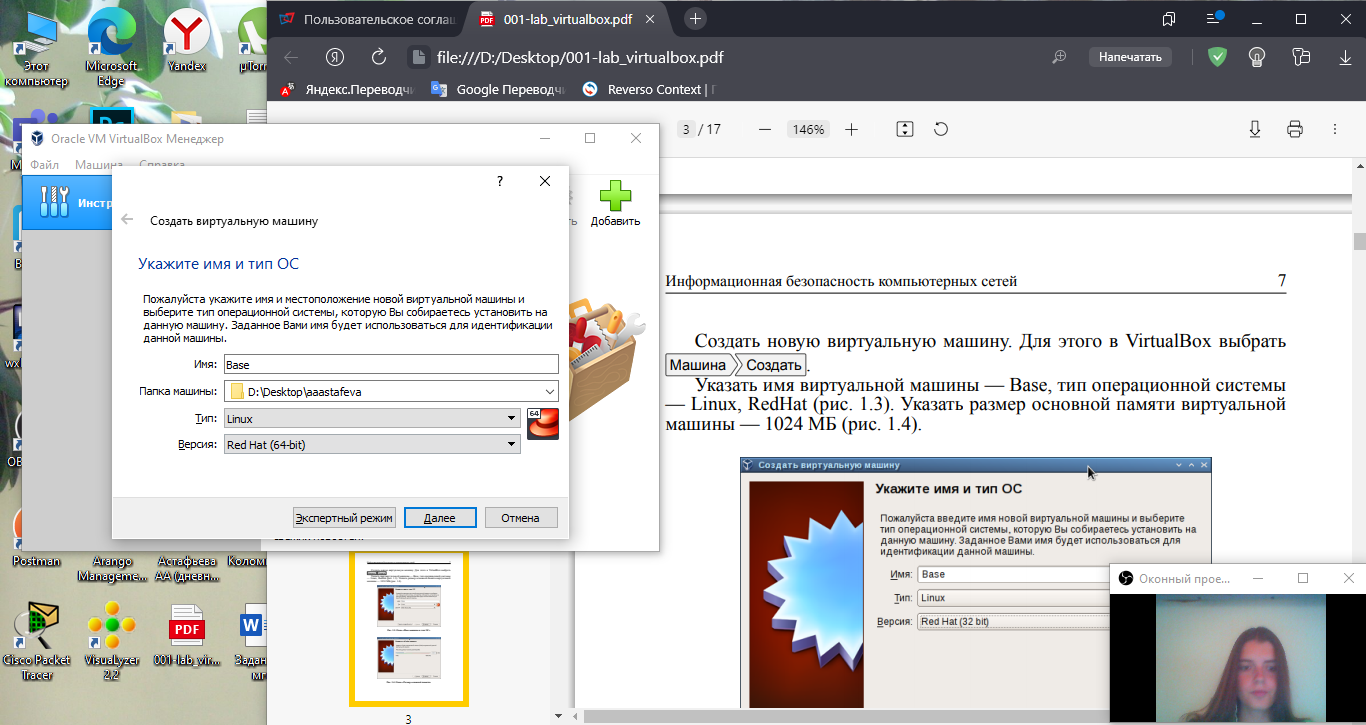 Этот
компьютер
Microsoft
Edge
Yandex
Пользовательское согла
001-lab_virtualbox.pdf
file:///D:/Desktop/001-lab_virtualbox.pdf
Напечатать
Яндекс.Переводч
Google Переводч
Reverso Context |
3 / 17
146%
Oracle VM VirtualBox Менеджер
Файл
Машина
Справка
Инстр
Добавить
?
Создать виртуальную машину
Укажите имя и тип ОС
Пожалуйста укажите имя и местоположение новой виртуальной машины и
выберите тип операционной системы, которую Вы собираетесь установить на
данную машину. Заданное Вами имя будет использоваться для идентификации
данной машины.
Имя: Base
Папка машины: D:\Desktop\aaastafeva
Тип: Linux
64
Версия: Red Hat (64-bit)
Экспертный режим
Далее
Отмена
Информационная безопасность компьютерных сетей 7
Создать новую виртуальную машину. Для этого в VirtualBox выбрать
Машина Создать.
Указать имя виртуальной машины — Base, тип операционной системы
— Linux, RedHat (рис. 1.3). Указать размер основной памяти виртуальной
машины — 1024 МБ (рис. 1.4).
Создать виртуальную машину
Укажите имя и тип ОС
Пожалуйста введите имя новой виртуальной машины и выберите
тип операционной системы, которую Вы собираетесь установить на
данную машину. Заданное Вами имя будет использоваться для
идентификации данной машины.
Имя: Base
Тип: Linux
Версия: Red Hat (32 bit)
Оконный прое...
Postman
Arango
Manageme...
Астафьева
АА (дневн...
Колом
Cisco Packet
Tracer
VisuaLyzer
2.2
PDF
001-lab_vir...
Задан
3